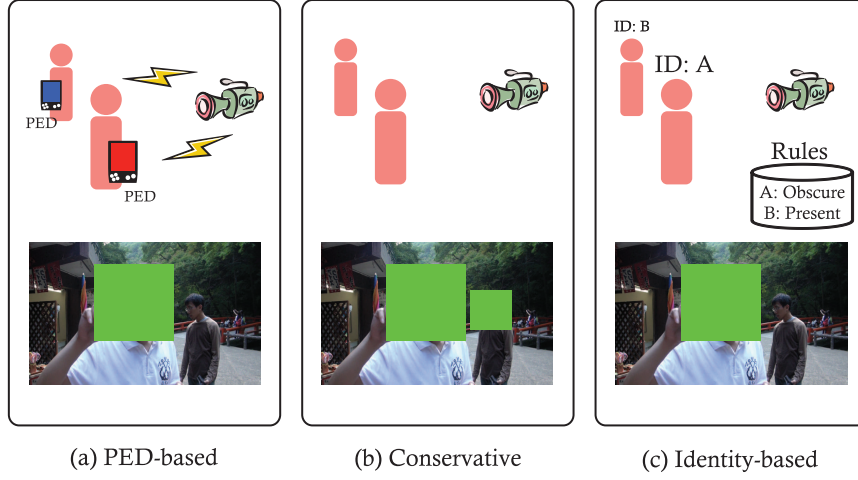 PED
PED
(a) PED-based
(b) Conservative
ID: B
ID: A
Rules
A: Obscure
B: Present
(c) Identity-based